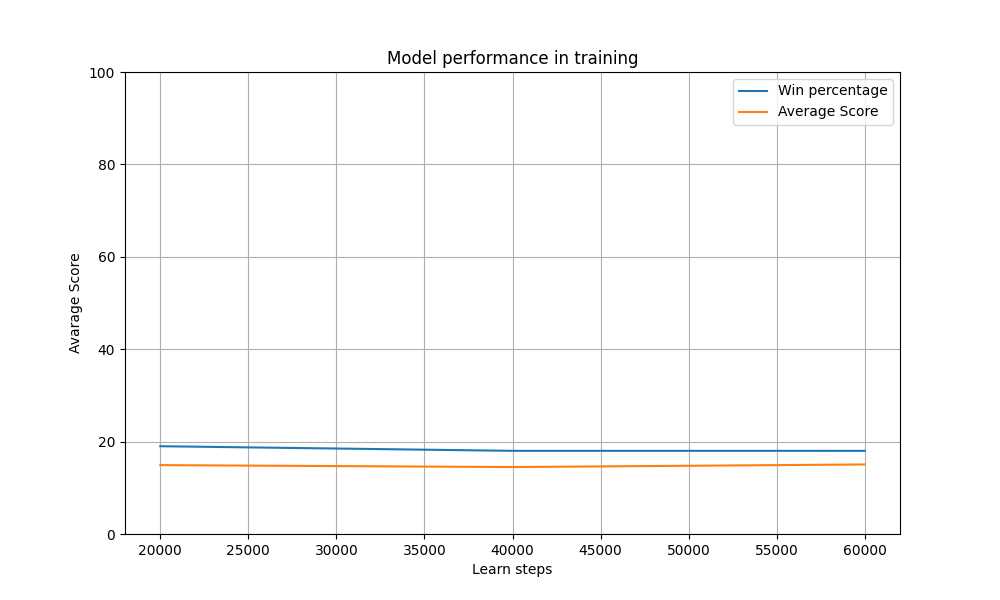 Model performance in training
100
80
60
40
20
0
Avarage Score
Win percentage
Average Score
20000 25000 30000 35000 40000 45000 50000 55000 60000
Learn steps